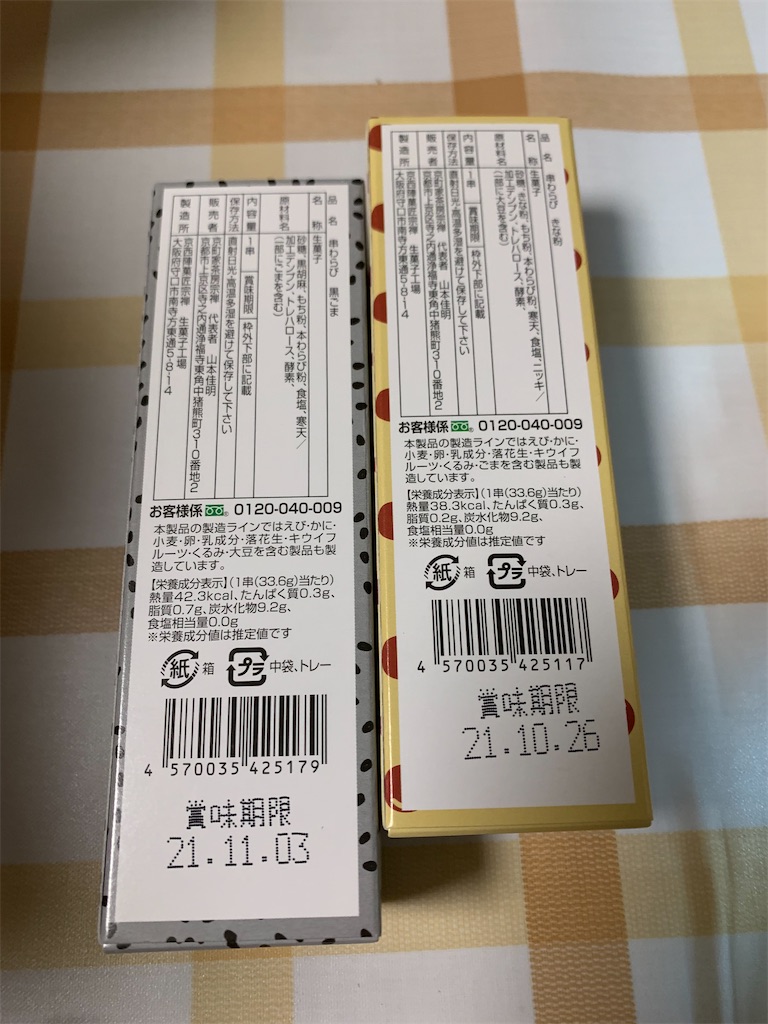 品 名 串わらび 黒ごま
名 称 生菓子
原材料名 砂糖、黒胡麻、もち粉、本わらび粉、食塩、寒天／
加工デンプン、トレハロース、酵素、
(一部にごまを含む)
内容量 1串 賞味期限 枠外下部に記載
保存方法 直射日光・高温多湿を避けて保存して下さい
販売者 京町家茶房宗禅 代表者 山本佳明
京都市上京区寺之内通浄福寺東角中猪熊町310番地2
製造所 京西陣菓匠宗禅 生菓子工場
大阪府守口市南寺方東通5-8-14
お客様係 0120-040-009
本製品の製造ラインではえび・かに・
小麦・卵・乳成分・落花生・キウイフ
ルーツ・くるみ・大豆を含む製品も製
造しています。
【栄養成分表示】(1串(33.6g)当たり)
熱量42.3kcal、たんぱく質0.3g、
脂質0.7g、炭水化物9.2g、
食塩相当量0.0g
※栄養成分値は推定値です
紙 箱 プラ 中袋、トレー
4 570035 425179
賞味期限
21.11.03
品 名 串わらび きな粉
名 称 生菓子
原材料名 砂糖、きな粉、もち粉、本わらび粉、寒天、食塩、ニッキ／
加工デンプン、トレハロース、酵素、
(一部に大豆を含む)
内容量 1串 賞味期限 枠外下部に記載
保存方法 直射日光・高温多湿を避けて保存して下さい
販売者 京町家茶房宗禅 代表者 山本佳明
京都市上京区寺之内通浄福寺東角中猪熊町310番地2
製造所 京西陣菓匠宗禅 生菓子工場
大阪府守口市南寺方東通5-8-14
お客様係 0120-040-009
本製品の製造ラインではえび・かに・
小麦・卵・乳成分・落花生・キウイフ
ルーツ・くるみ・ごまを含む製品も製
造しています。
【栄養成分表示】(1串(33.6g)当たり)
熱量38.3kcal、たんぱく質0.3g、
脂質0.2g、炭水化物9.2g、
食塩相当量0.0g
※栄養成分値は推定値です
紙 箱 プラ 中袋、トレー
4 570035 425117
賞味期限
21.10.26